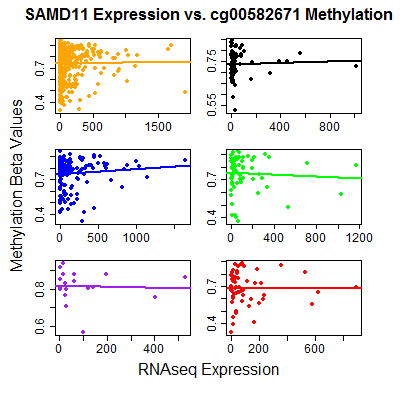 SAMD11 Expression vs. cg00582671 Methylation
Methylation Beta Values
0.4 0.7
0 500 1500
0.55 0.75
0 400 800
0.4 0.7
0 500 1000
0.4 0.7
0 400 800 1200
0.6 0.8
0 200 400
0.4 0.7
0 200 600
RNAseq Expression